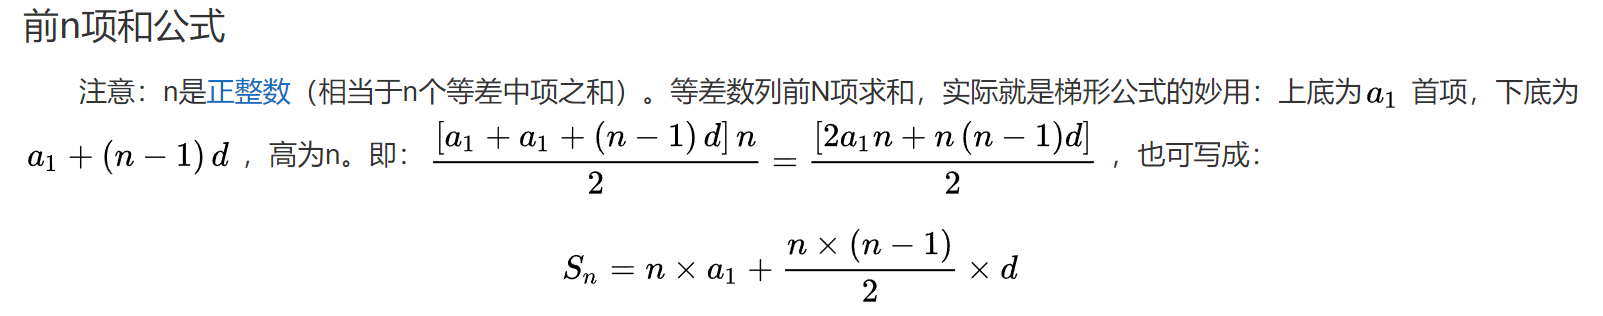 前n项和公式
注意：n是正整数（相当于n个等差中项之和）。等差数列前N项求和，实际就是梯形公式的妙用：上底为 a₁ 首项，下底为
a₁ + (n − 1) d ，高为n。即： [a₁ + a₁ + (n − 1) d] n / 2 = [2a₁n + n (n − 1)d] / 2 ，也可写成：
Sₙ = n × a₁ + n × (n − 1) / 2 × d